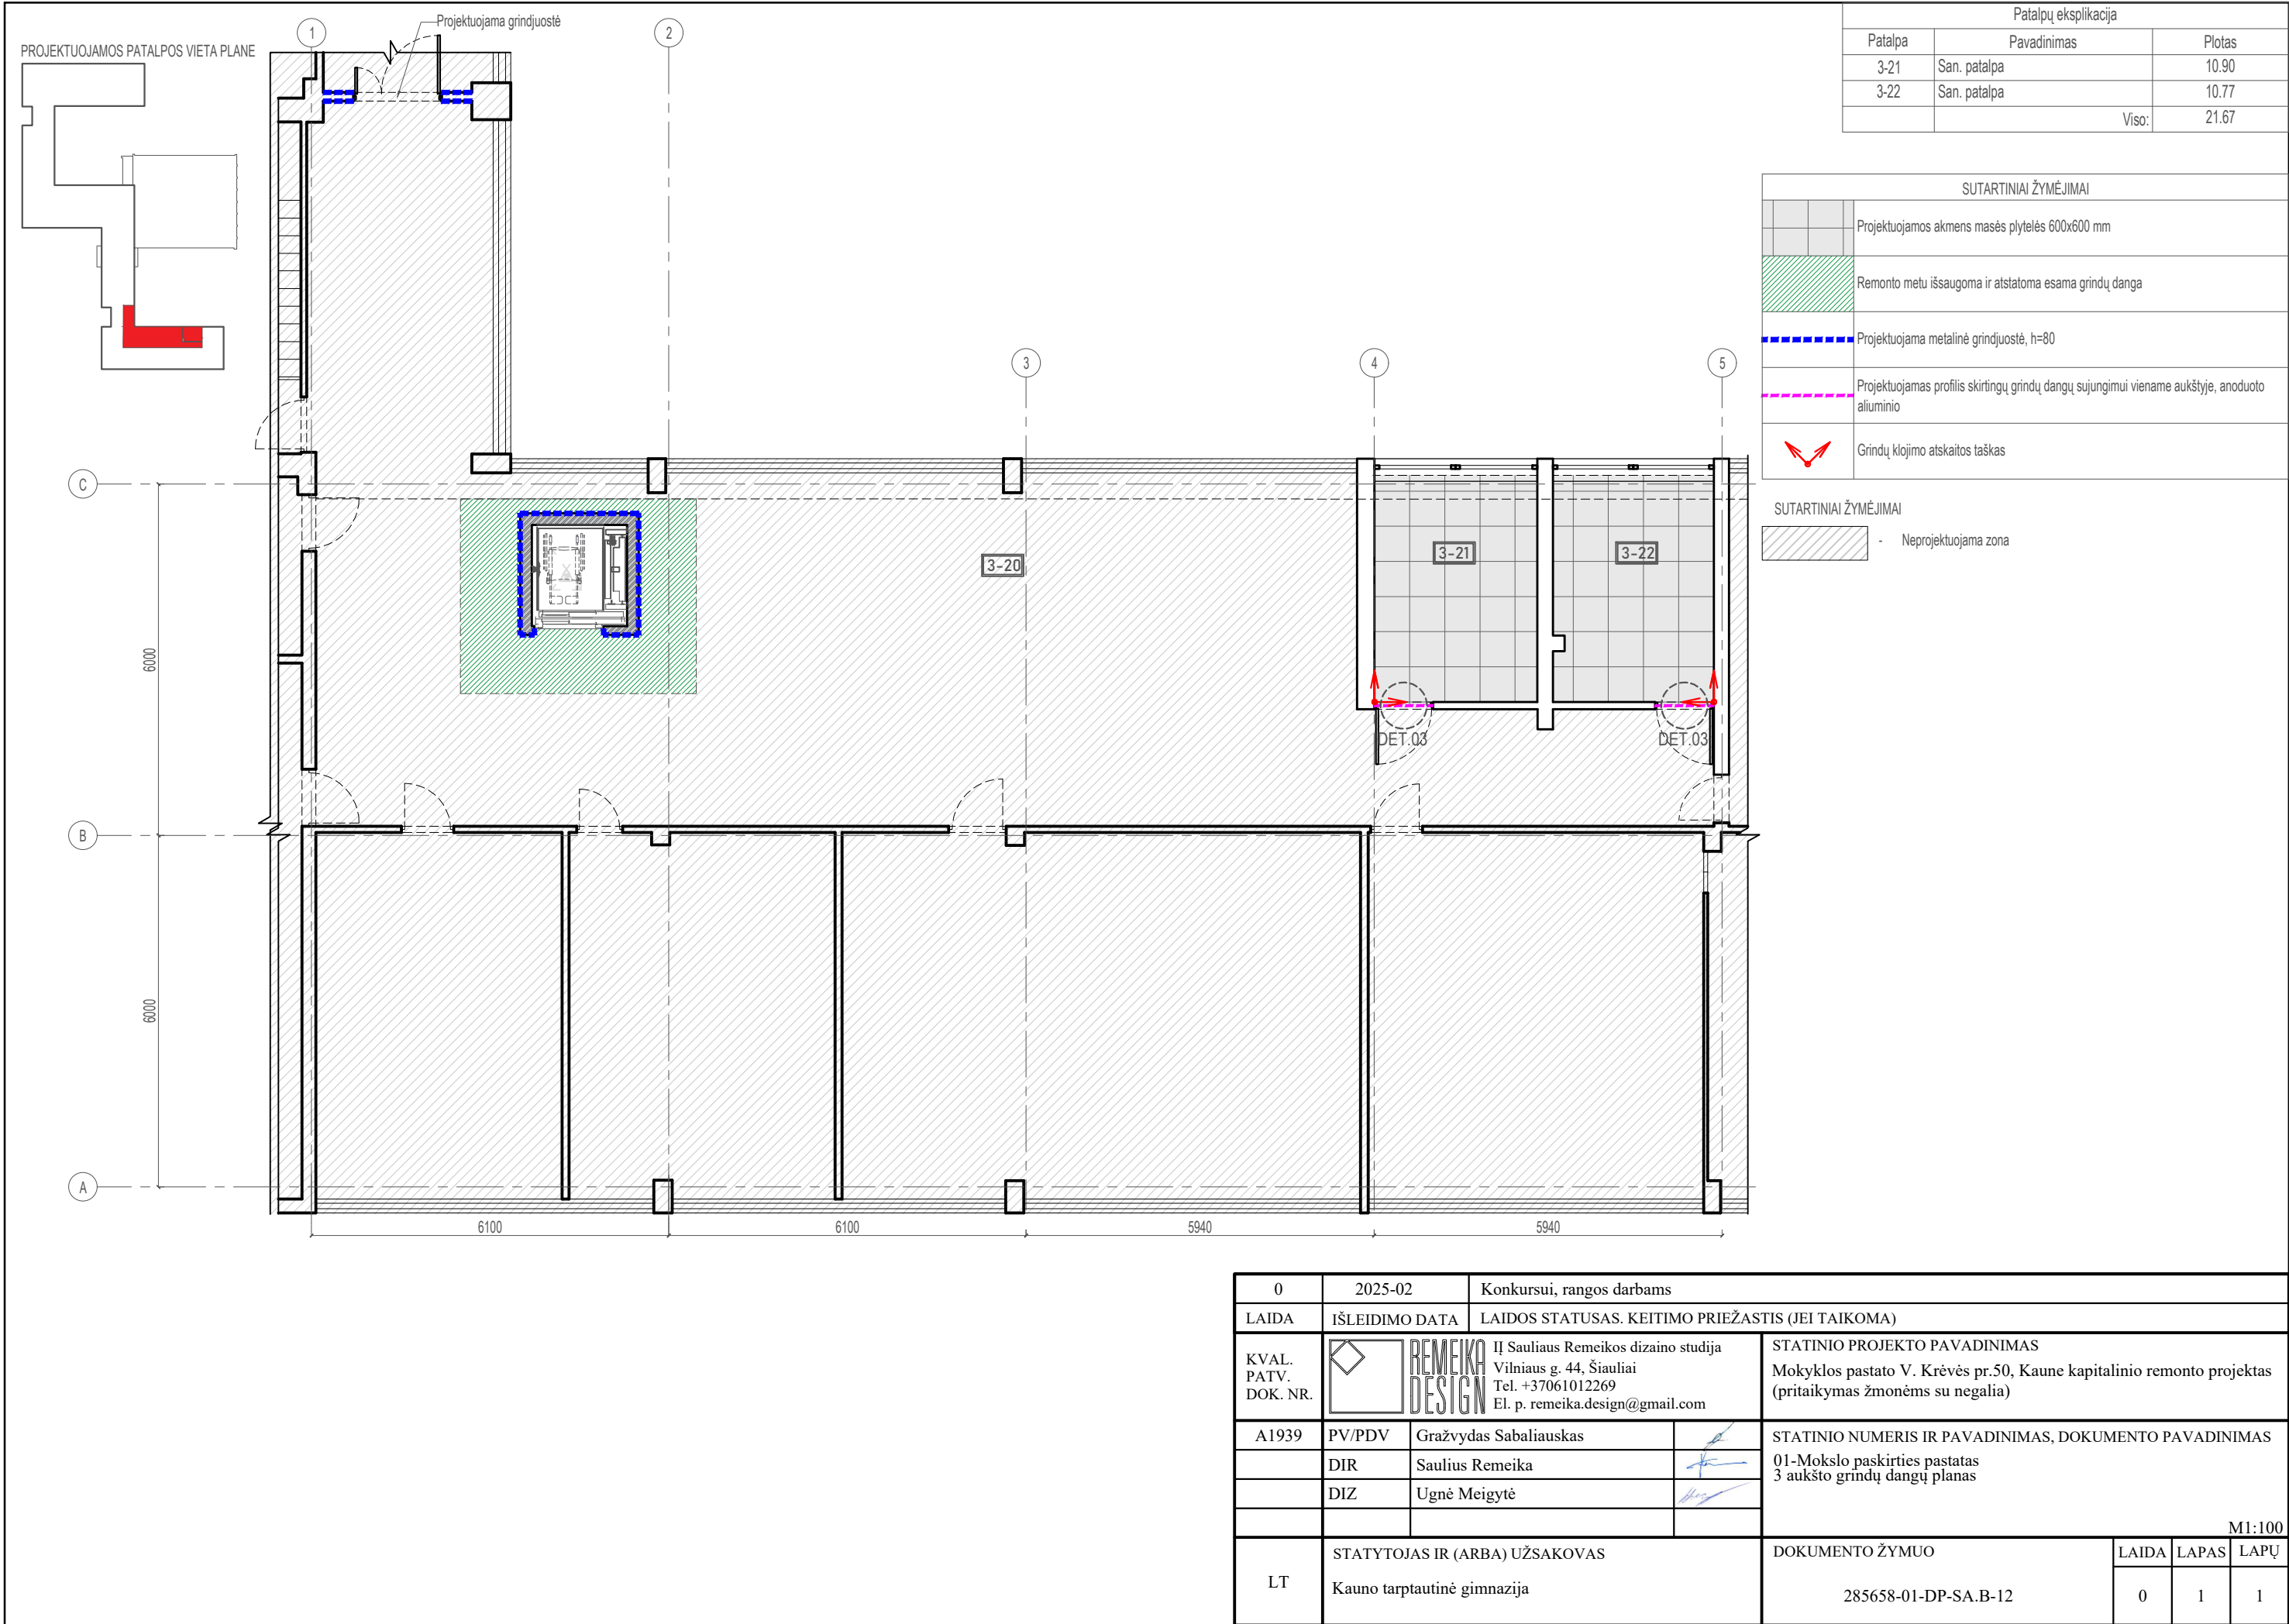 PROJEKTUOJAMOS PATALPOS VIETA PLANE
1
Projektuojama grindjuostė
2
3
4
5
C
B
A
6000
6000
3-20
3-21
3-22
DET.03
DET.03
6100
6100
5940
5940
Patalpų eksplikacija
Patalpa Pavadinimas Plotas
3-21 San. patalpa 10.90
3-22 San. patalpa 10.77
Viso: 21.67
SUTARTINIAI ŽYMĖJIMAI
Projektuojamos akmens masės plytelės 600x600 mm
Remonto metu išsaugoma ir atstatoma esama grindų danga
Projektuojama metalinė grindjuostė, h=80
Projektuojamas profilis skirtingų grindų dangų sujungimui viename aukštyje, anoduoto
aliuminio
Grindų klojimo atskaitos taškas
SUTARTINIAI ŽYMĖJIMAI
- Neprojektuojama zona
0 2025-02 Konkursui, rangos darbams
LAIDA IŠLEIDIMO DATA LAIDOS STATUSAS. KEITIMO PRIEŽASTIS (JEI TAIKOMA)
KVAL.
PATV.
DOK. NR.
REMEIKA
DESIGN
IĮ Sauliaus Remeikos dizaino studija
Vilniaus g. 44, Šiauliai
Tel. +37061012269
El. p. remeika.design@gmail.com
STATINIO PROJEKTO PAVADINIMAS
Mokyklos pastato V. Krėvės pr.50, Kaune kapitalinio remonto projektas
(pritaikymas žmonėms su negalia)
A1939 PV/PDV Gražvydas Sabaliauskas
DIR Saulius Remeika
DIZ Ugnė Meigytė
STATINIO NUMERIS IR PAVADINIMAS, DOKUMENTO PAVADINIMAS
01-Mokslo paskirties pastatas
3 aukšto grindų dangų planas
M1:100
LT
STATYTOJAS IR (ARBA) UŽSAKOVAS
Kauno tarptautinė gimnazija
DOKUMENTO ŽYMUO
285658-01-DP-SA.B-12
LAIDA LAPAS LAPŲ
0 1 1